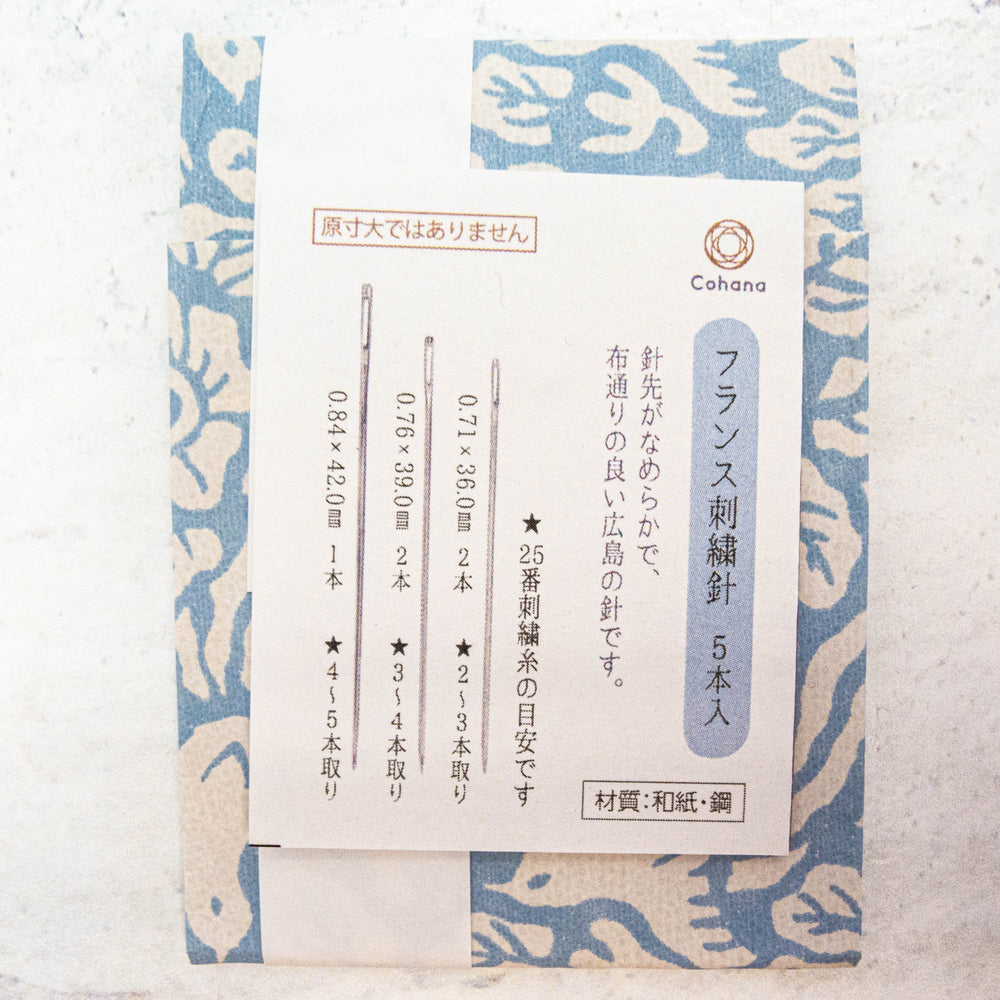 Cohana
フランス刺繍針　5本入
針先がなめらかで、
布通りの良い広島の針です。
★25番刺繍糸の目安です
0.71×36.0㎜　2本　★2〜3本取り
0.76×39.0㎜　2本　★3〜4本取り
0.84×42.0㎜　1本　★4〜5本取り
原寸大ではありません
材質：和紙・鋼